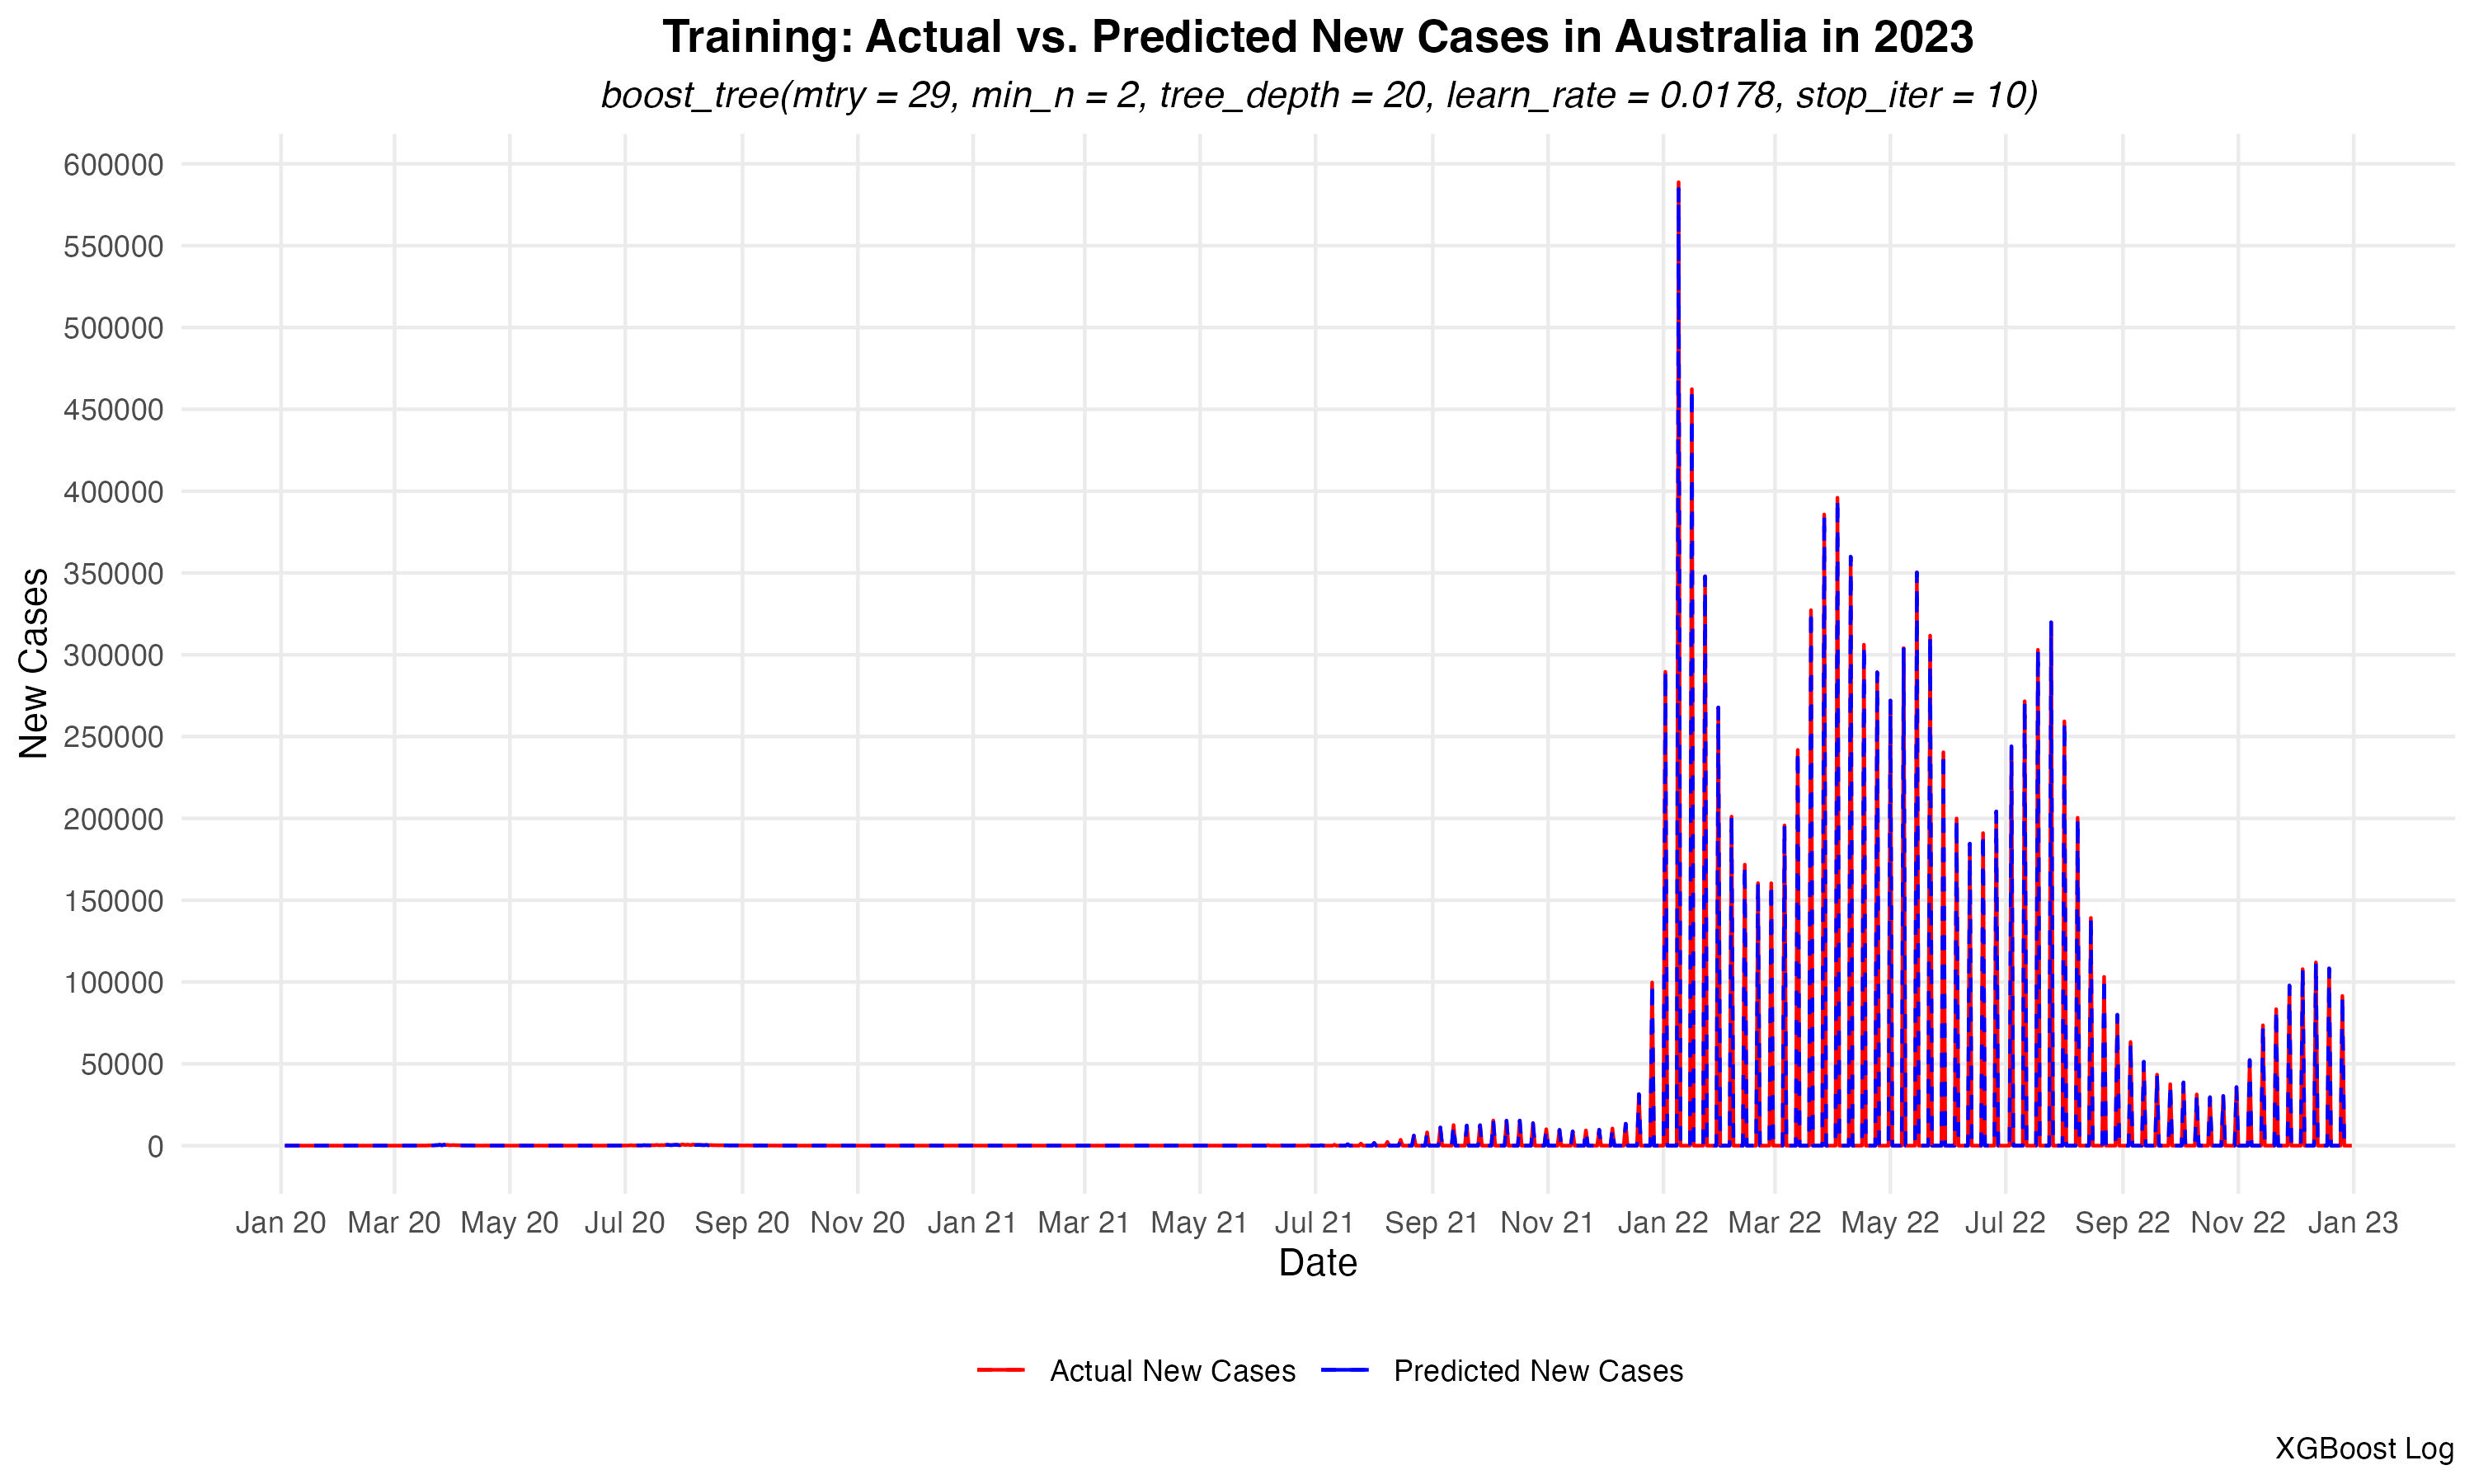 Training: Actual vs. Predicted New Cases in Australia in 2023
boost_tree(mtry = 29, min_n = 2, tree_depth = 20, learn_rate = 0.0178, stop_iter = 10)
New Cases
600000
550000
500000
450000
400000
350000
300000
250000
200000
150000
100000
50000
0
Jan 20 Mar 20 May 20 Jul 20 Sep 20 Nov 20 Jan 21 Mar 21 May 21 Jul 21 Sep 21 Nov 21 Jan 22 Mar 22 May 22 Jul 22 Sep 22 Nov 22 Jan 23
Date
Actual New Cases Predicted New Cases
XGBoost Log